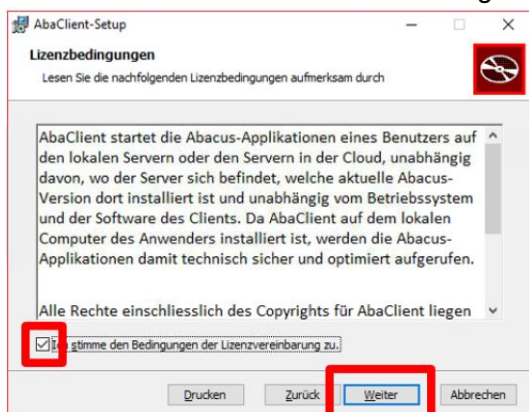 AbaClient-Setup
Lizenzbedingungen
Lesen Sie die nachfolgenden Lizenzbedingungen aufmerksam durch
AbaClient startet die Abacus-Applikationen eines Benutzers auf
den lokalen Servern oder den Servern in der Cloud, unabhängig
davon, wo der Server sich befindet, welche aktuelle Abacus-
Version dort installiert ist und unabhängig vom Betriebssystem
und der Software des Clients. Da AbaClient auf dem lokalen
Computer des Anwenders installiert ist, werden die Abacus-
Applikationen damit technisch sicher und optimiert aufgerufen.
Alle Rechte einschliesslich des Copyrights für AbaClient liegen
Ich stimme den Bedingungen der Lizenzvereinbarung zu.
Drucken Zurück Weiter Abbrechen